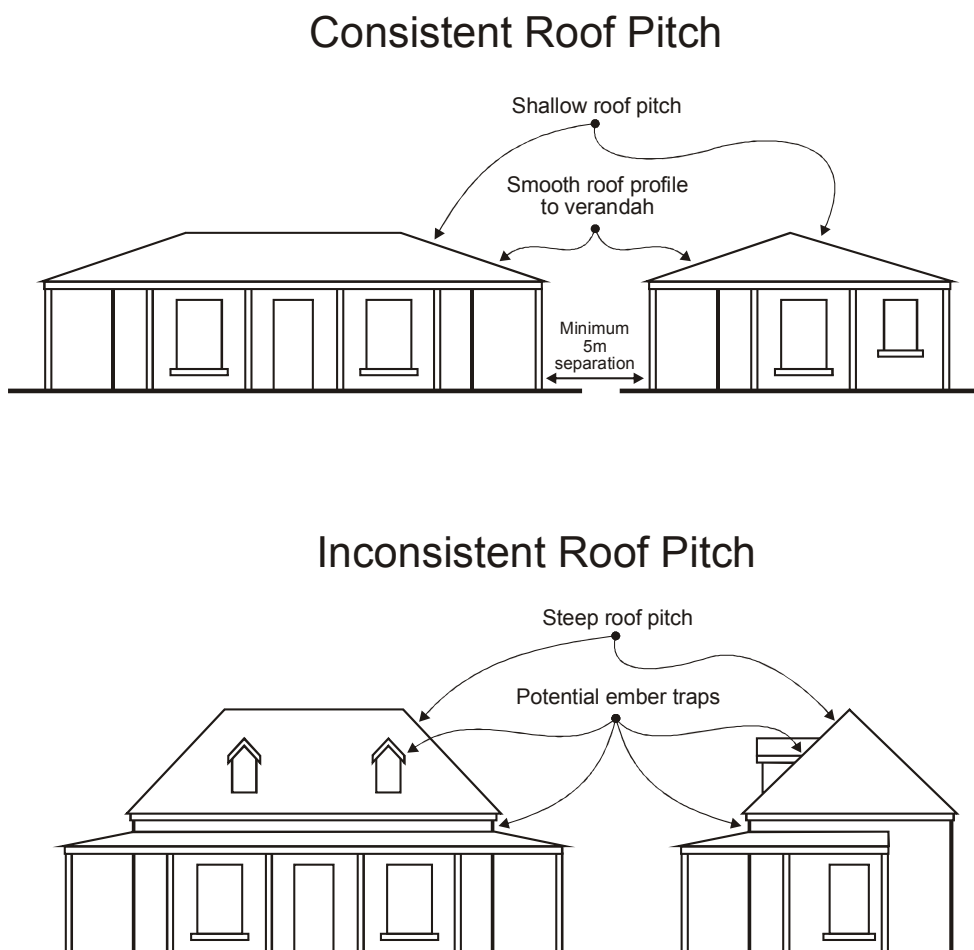 Consistent Roof Pitch
Shallow roof pitch
Smooth roof profile
to verandah
Minimum
5m
separation
Inconsistent Roof Pitch
Steep roof pitch
Potential ember traps